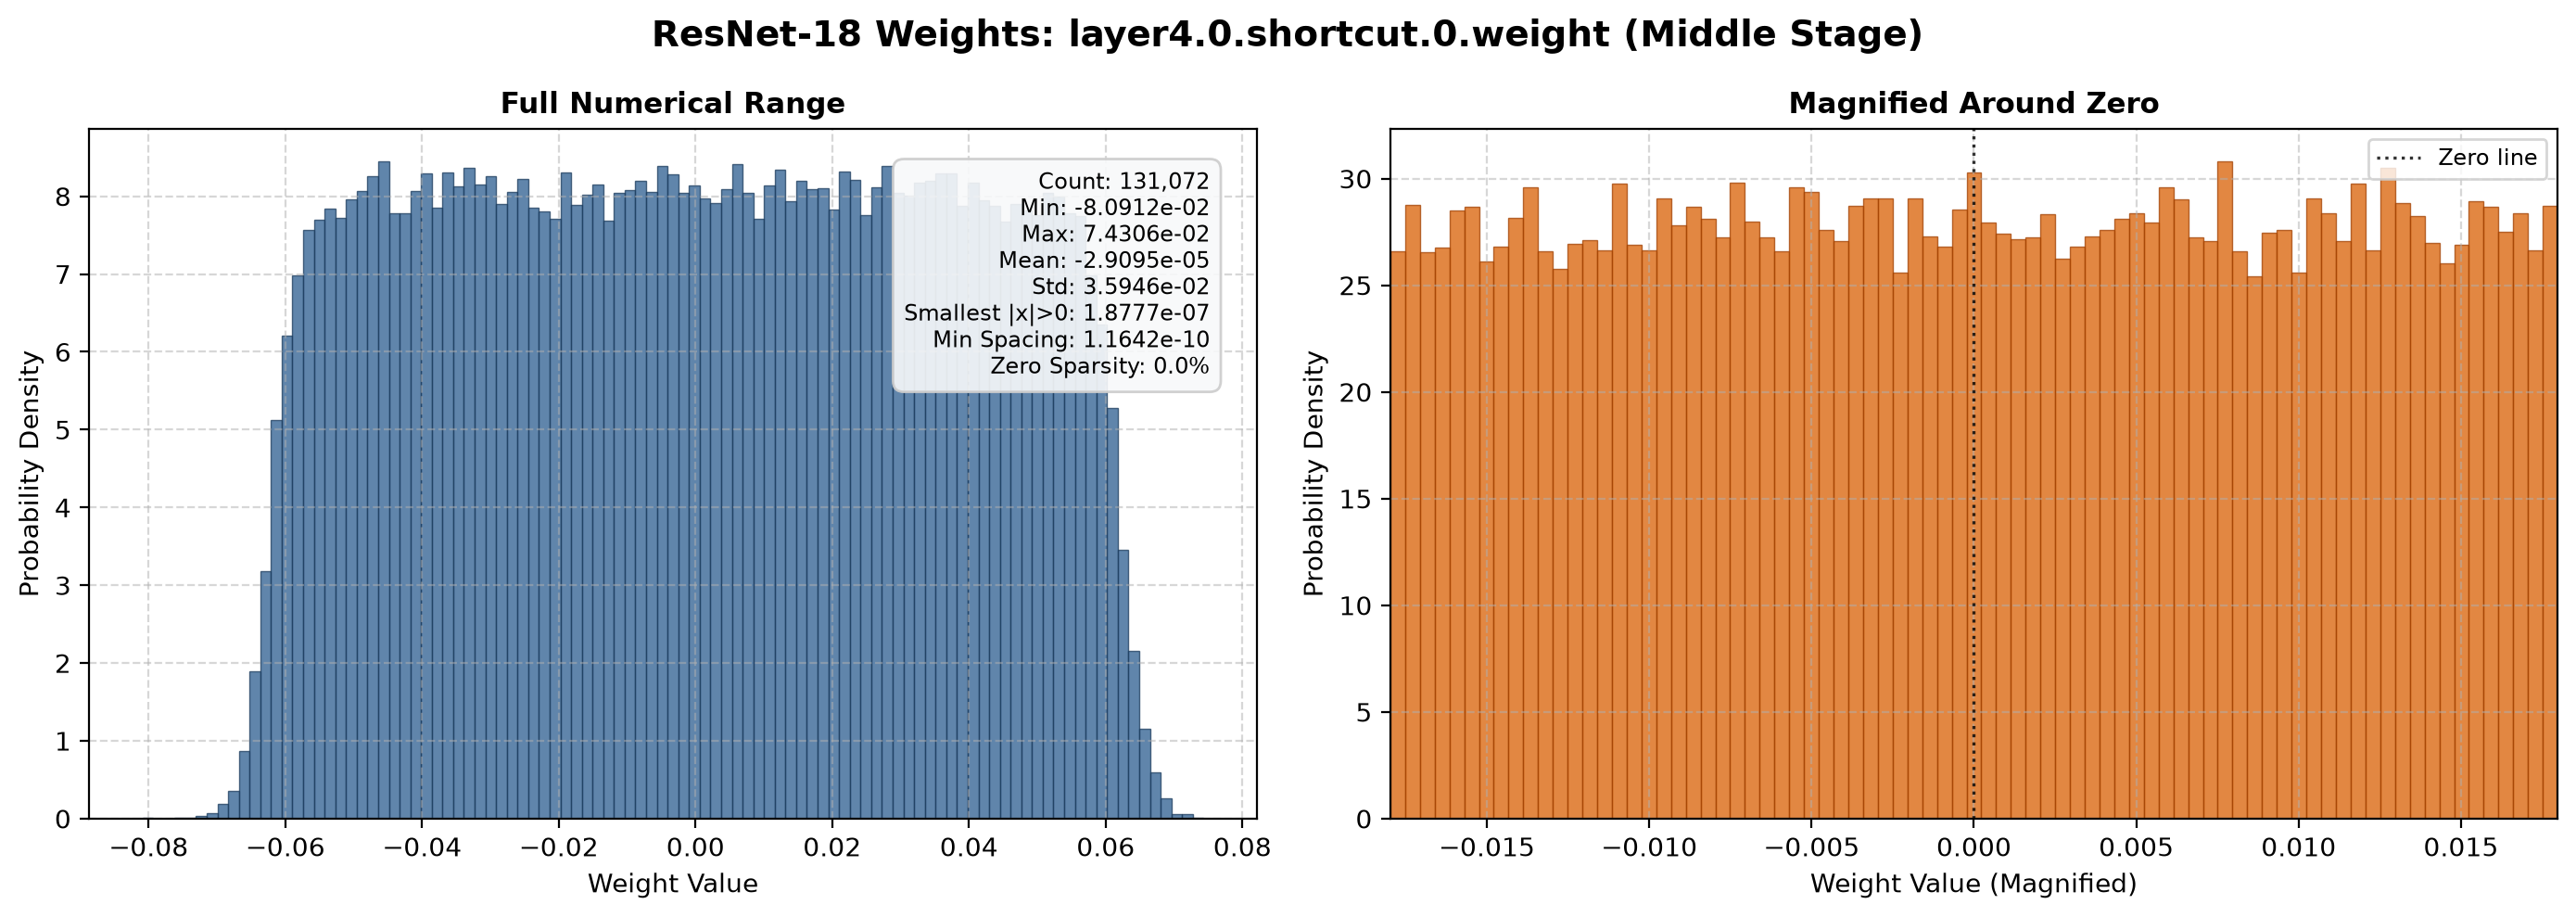 ResNet-18 Weights: layer4.0.shortcut.0.weight (Middle Stage)
Full Numerical Range
Probability Density
8
7
6
5
4
3
2
1
0
Count: 131,072
Min: -8.0912e-02
Max: 7.4306e-02
Mean: -2.9095e-05
Std: 3.5946e-02
Smallest |x|>0: 1.8777e-07
Min Spacing: 1.1642e-10
Zero Sparsity: 0.0%
−0.08 −0.06 −0.04 −0.02 0.00 0.02 0.04 0.06 0.08
Weight Value
Magnified Around Zero
Probability Density
30
25
20
15
10
5
0
Zero line
−0.015 −0.010 −0.005 0.000 0.005 0.010 0.015
Weight Value (Magnified)